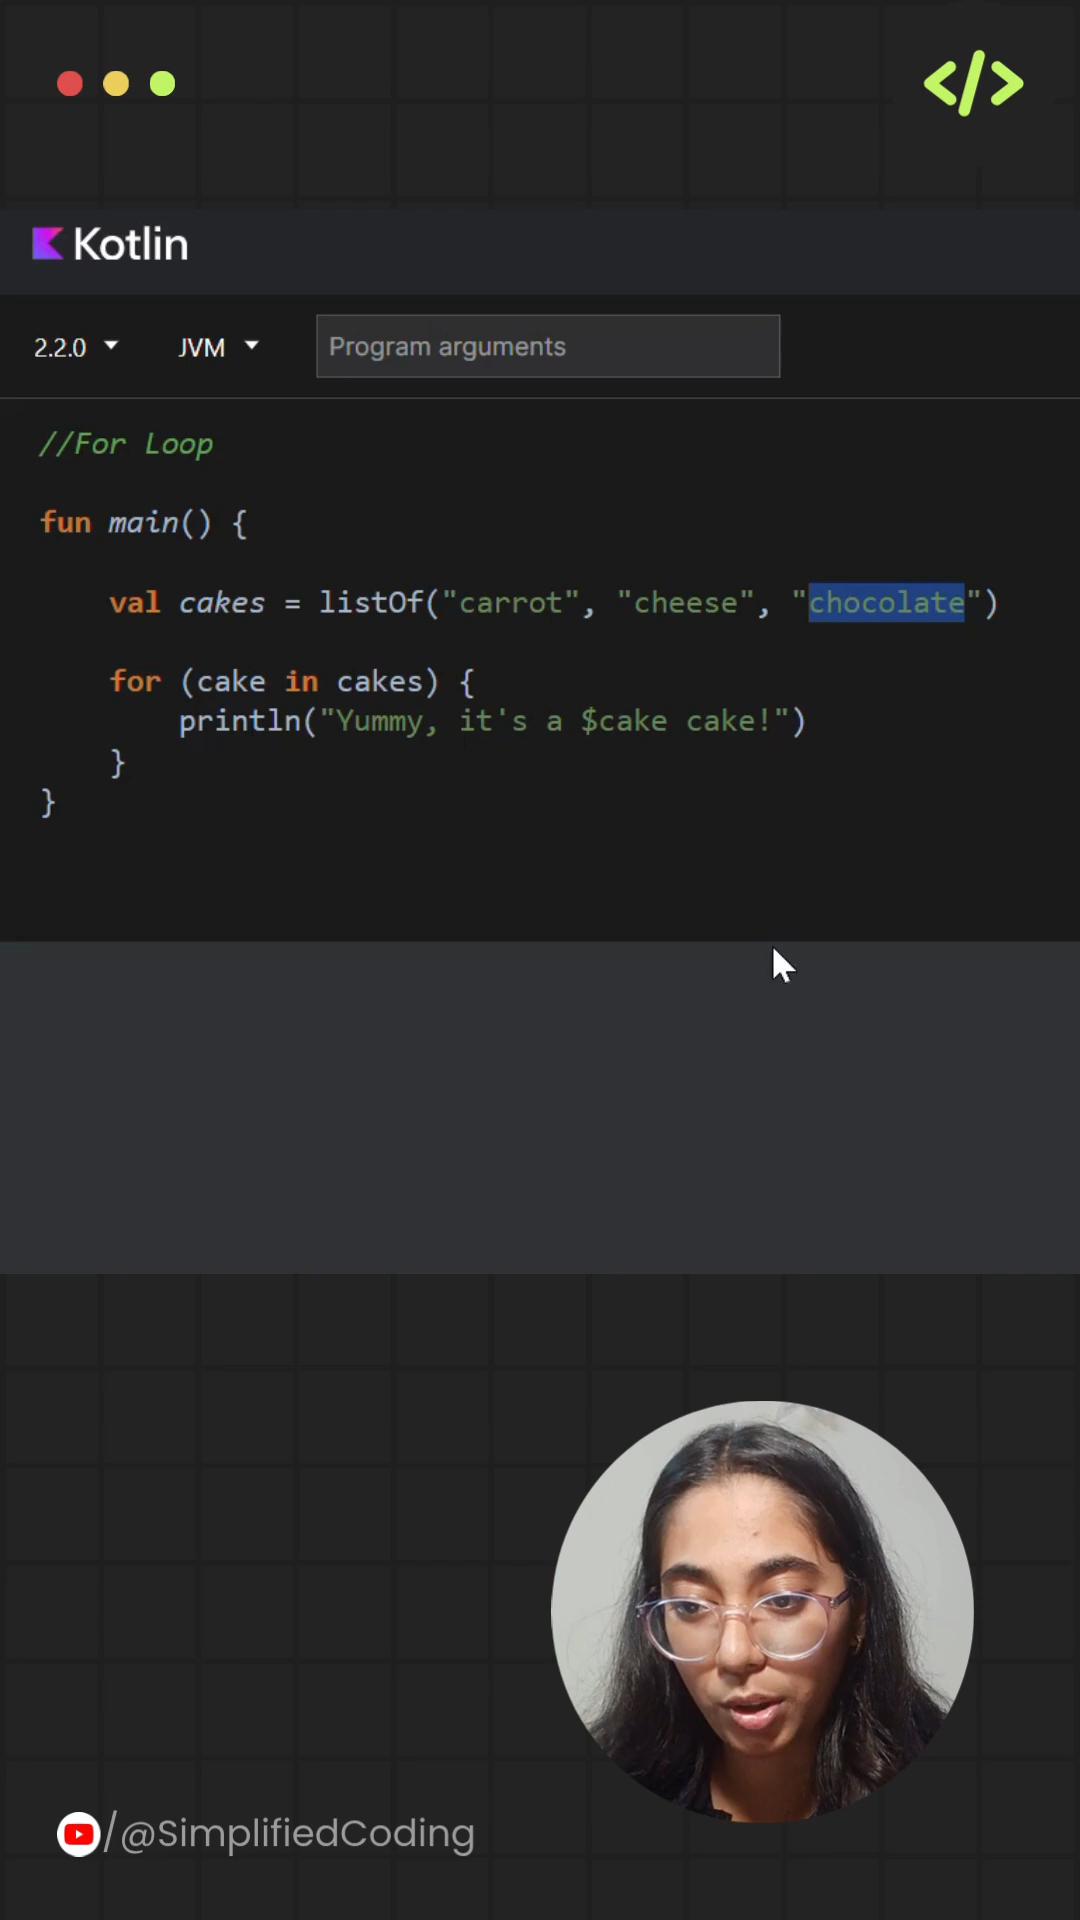 </>
Kotlin
2.2.0 JVM Program arguments
//For Loop
fun main() {
val cakes = listOf("carrot", "cheese", "chocolate")
for (cake in cakes) {
println("Yummy, it's a $cake cake!")
}
}
/@SimplifiedCoding